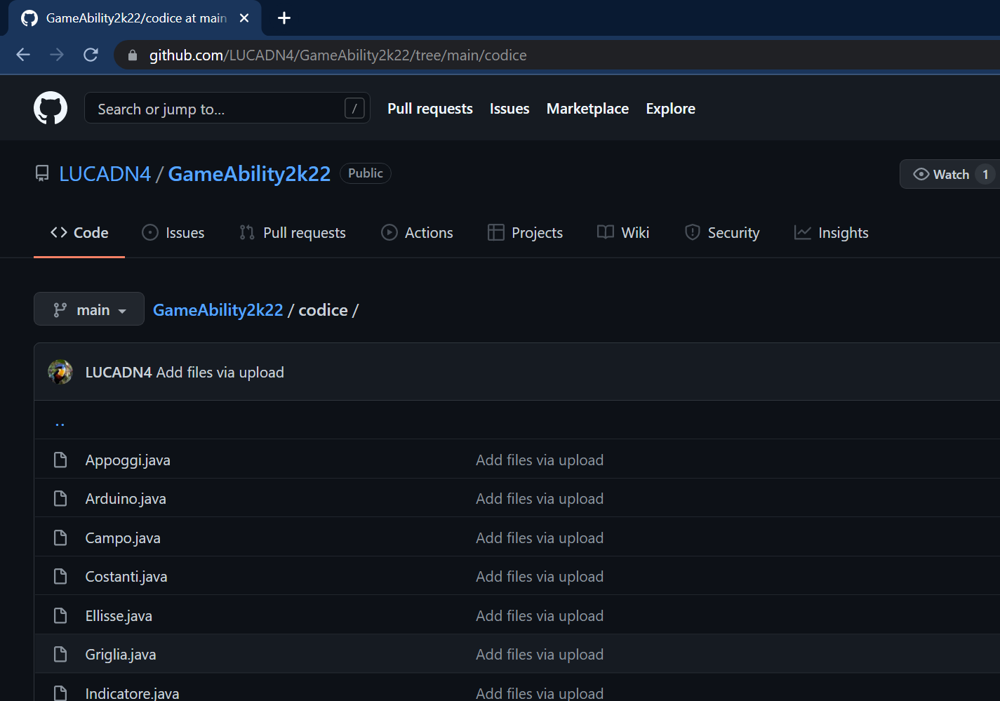 GameAbility2k22/codice at main
github.com/LUCADN4/GameAbility2k22/tree/main/codice
Search or jump to... / Pull requests Issues Marketplace Explore
LUCADN4 / GameAbility2k22 Public Watch 1
Code Issues Pull requests Actions Projects Wiki Security Insights
main GameAbility2k22 / codice /
LUCADN4 Add files via upload
..
Appoggi.java Add files via upload
Arduino.java Add files via upload
Campo.java Add files via upload
Costanti.java Add files via upload
Ellisse.java Add files via upload
Griglia.java Add files via upload
Indicatore.java Add files via upload